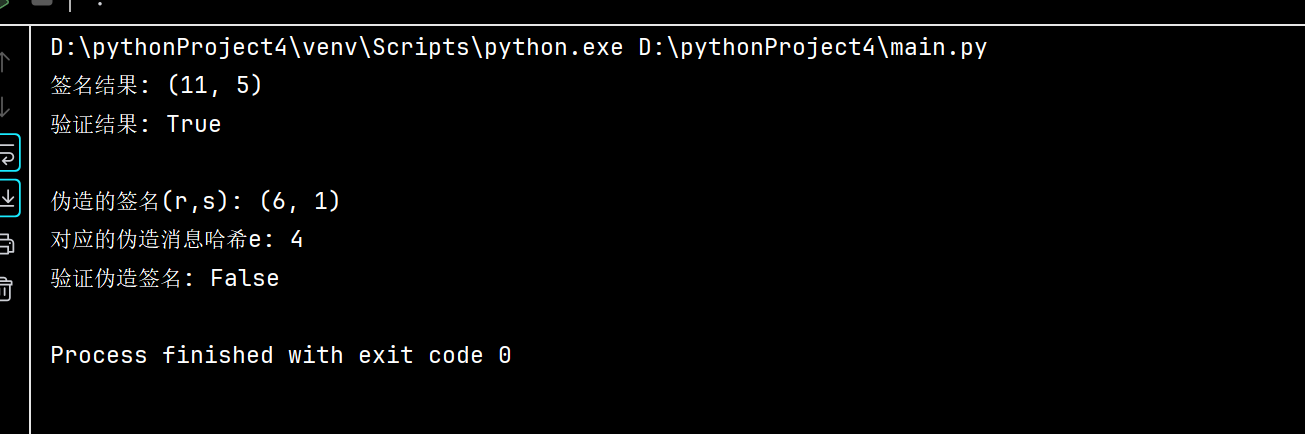 D:\pythonProject4\venv\Scripts\python.exe D:\pythonProject4\main.py
签名结果: (11, 5)
验证结果: True
伪造的签名(r,s): (6, 1)
对应的伪造消息哈希e: 4
验证伪造签名: False
Process finished with exit code 0